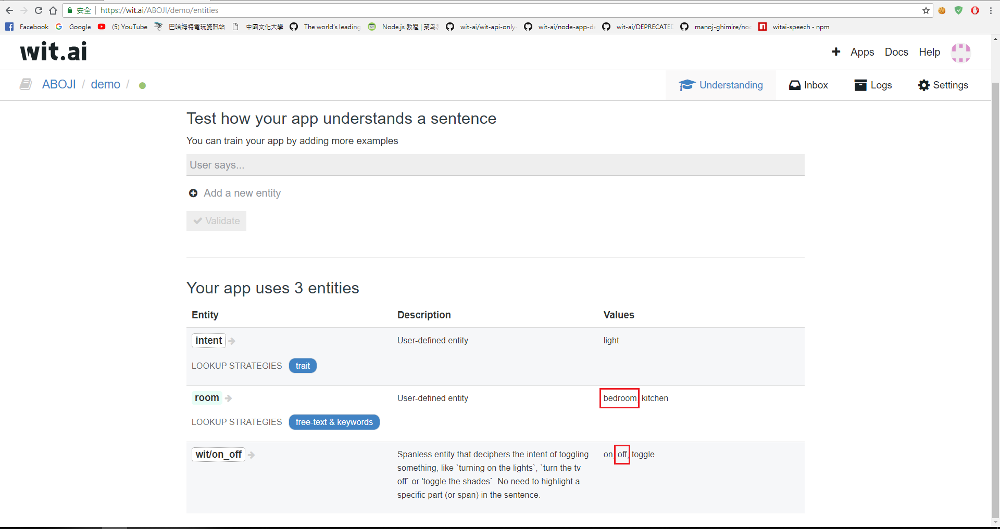 安全 https://wit.ai/ABOJI/demo/entities
Facebook Google (5) YouTube 巴哈姆特電玩資訊站 中國文化大學 The world's leading Node.js 教程 | 菜鸟 wit-ai/wit-api-only wit-ai/node-app-d wit-ai/DEPRECATED manoj-ghimire/no witai-speech - npm
wit.ai
Apps Docs Help
ABOJI / demo /
Understanding Inbox Logs Settings
Test how your app understands a sentence
You can train your app by adding more examples
User says...
Add a new entity
Validate
Your app uses 3 entities
Entity Description Values
intent User-defined entity light
LOOKUP STRATEGIES trait
room User-defined entity bedroom, kitchen
LOOKUP STRATEGIES free-text & keywords
wit/on_off Spanless entity that deciphers the intent of toggling on, off, toggle
something, like `turning on the lights`, `turn the tv
off` or 'toggle the shades`. No need to highlight a
specific part (or span) in the sentence.